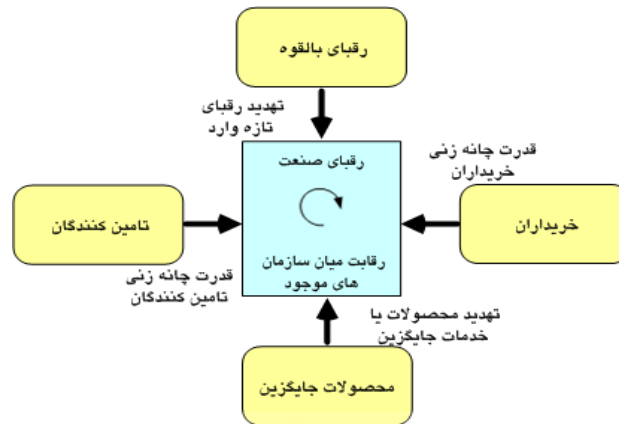 رقبای بالقوه
تهدید رقبای
تازه وارد
رقبای صنعت
قدرت چانه زنی
خریداران
تامین کنندگان
خریداران
رقابت میان سازمان
های موجود
قدرت چانه زنی
تامین کنندگان
تهدید محصولات یا
خدمات جایگزین
محصولات جایگزین